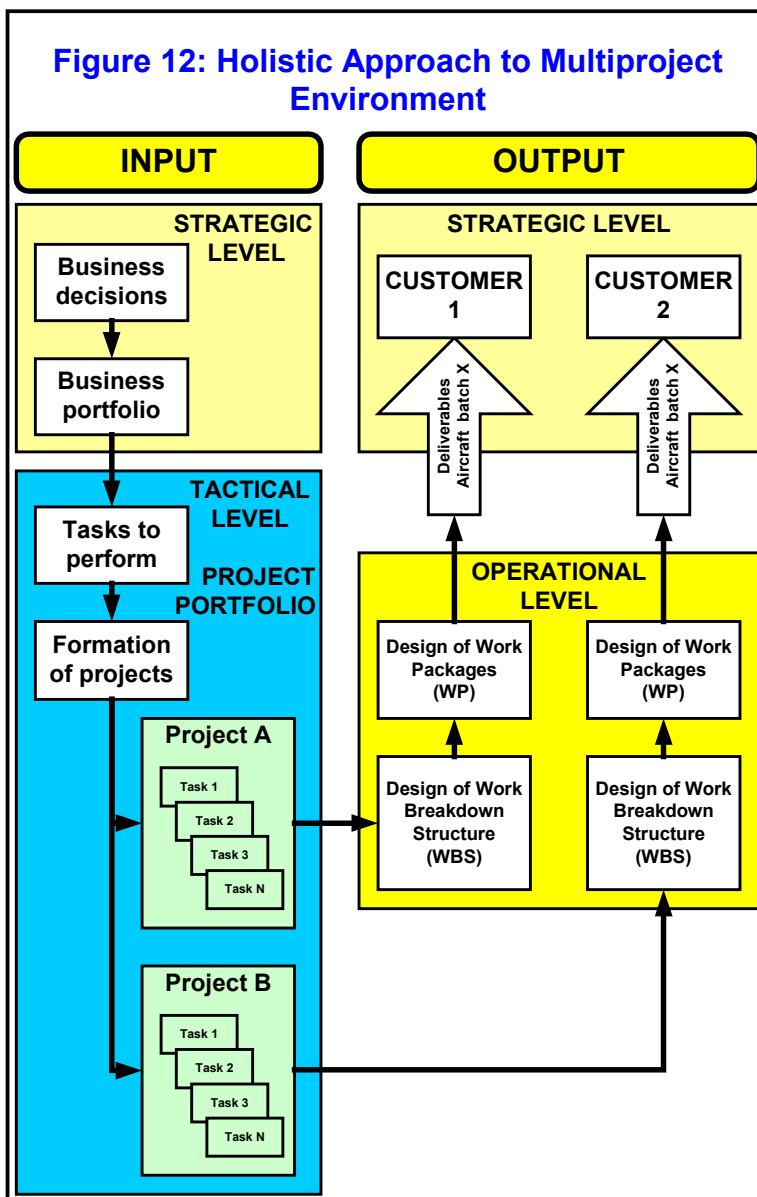 Figure 12: Holistic Approach to Multiproject
Environment
INPUT
STRATEGIC
LEVEL
Business
decisions
Business
portfolio
TACTICAL
LEVEL
Tasks to
perform
PROJECT
PORTFOLIO
Formation
of projects
Project A
Task 1
Task 2
Task 3
Task N
Project B
Task 1
Task 2
Task 3
Task N
OUTPUT
STRATEGIC LEVEL
CUSTOMER
1
CUSTOMER
2
Deliverables
Aircraft batch X
Deliverables
Aircraft batch X
OPERATIONAL
LEVEL
Design of Work
Packages
(WP)
Design of Work
Packages
(WP)
Design of Work
Breakdown
Structure
(WBS)
Design of Work
Breakdown
Structure
(WBS)